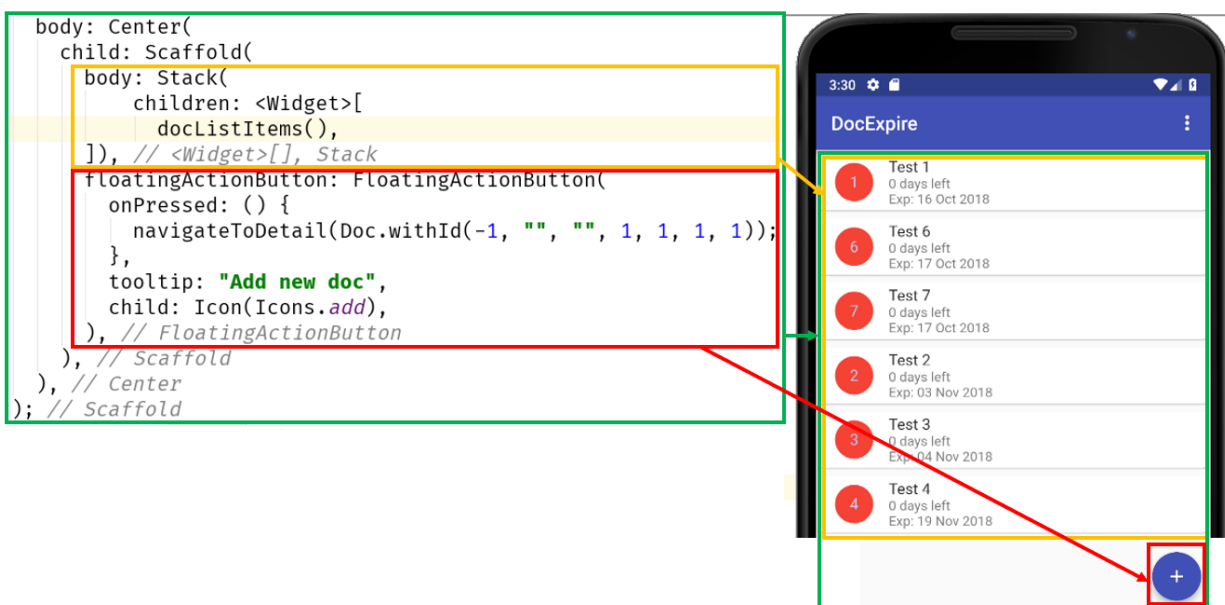 body: Center(
child: Scaffold(
body: Stack(
children: <Widget>[
docListItems(),
]), // <Widget>[], Stack
floatingActionButton: FloatingActionButton(
onPressed: () {
navigateToDetail(Doc.withId(-1, "", "", 1, 1, 1, 1));
},
tooltip: "Add new doc",
child: Icon(Icons.add),
), // FloatingActionButton
), // Scaffold
), // Center
); // Scaffold
3:30
DocExpire
1
Test 1
0 days left
Exp: 16 Oct 2018
6
Test 6
0 days left
Exp: 17 Oct 2018
7
Test 7
0 days left
Exp: 17 Oct 2018
2
Test 2
0 days left
Exp: 03 Nov 2018
3
Test 3
0 days left
Exp: 04 Nov 2018
4
Test 4
0 days left
Exp: 19 Nov 2018
+